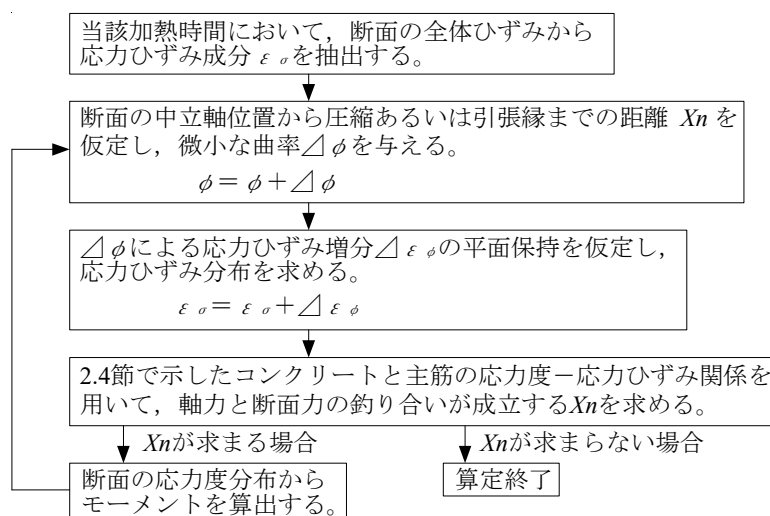 当該加熱時間において，断面の全体ひずみから
応力ひずみ成分 εσを抽出する。
断面の中立軸位置から圧縮あるいは引張縁までの距離 Xn を
仮定し，微小な曲率⊿φを与える。
φ＝φ＋⊿φ
⊿φによる応力ひずみ増分⊿εφの平面保持を仮定し，
応力ひずみ分布を求める。
εσ＝εσ＋⊿εφ
2.4節で示したコンクリートと主筋の応力度－応力ひずみ関係を
用いて，軸力と断面力の釣り合いが成立するXnを求める。
Xnが求まる場合
Xnが求まらない場合
断面の応力度分布から
モーメントを算出する。
算定終了